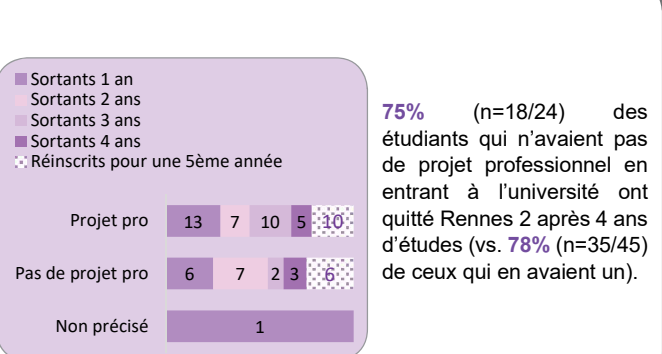 Sortants 1 an
Sortants 2 ans
Sortants 3 ans
Sortants 4 ans
Réinscrits pour une 5ème année
Projet pro 13 7 10 5 10
Pas de projet pro 6 7 2 3 6
Non précisé 1
75% (n=18/24) des
étudiants qui n’avaient pas
de projet professionnel en
entrant à l’université ont
quitté Rennes 2 après 4 ans
d’études (vs. 78% (n=35/45)
de ceux qui en avaient un).